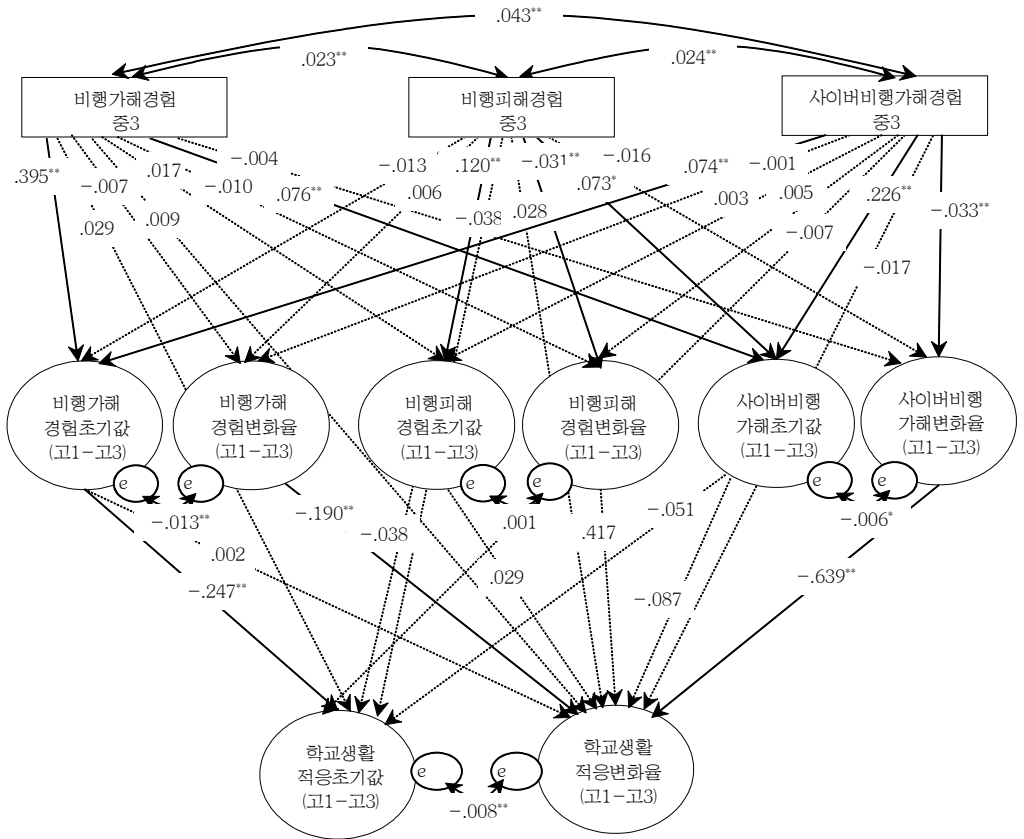 .043**
.023**
.024**
비행가해경험
중3
비행피해경험
중3
사이버비행가해경험
중3
.395**
-.007
.017
-.010
-.004
.076**
-.013
.120**
-.031**
-.016
.006
.073*
.074**
-.001
.003
.005
.226**
-.033**
.029
.009
-.038
.028
-.007
-.017
비행가해
경험초기값
(고1-고3)
비행가해
경험변화율
(고1-고3)
비행피해
경험초기값
(고1-고3)
비행피해
경험변화율
(고1-고3)
사이버비행
가해초기값
(고1-고3)
사이버비행
가해변화율
(고1-고3)
e
e
e
e
e
e
-.013**
-.190**
-.038
.001
.417
-.051
-.006*
.002
-.247**
.029
-.087
-.639**
학교생활
적응초기값
(고1-고3)
학교생활
적응변화율
(고1-고3)
e
e
-.008**